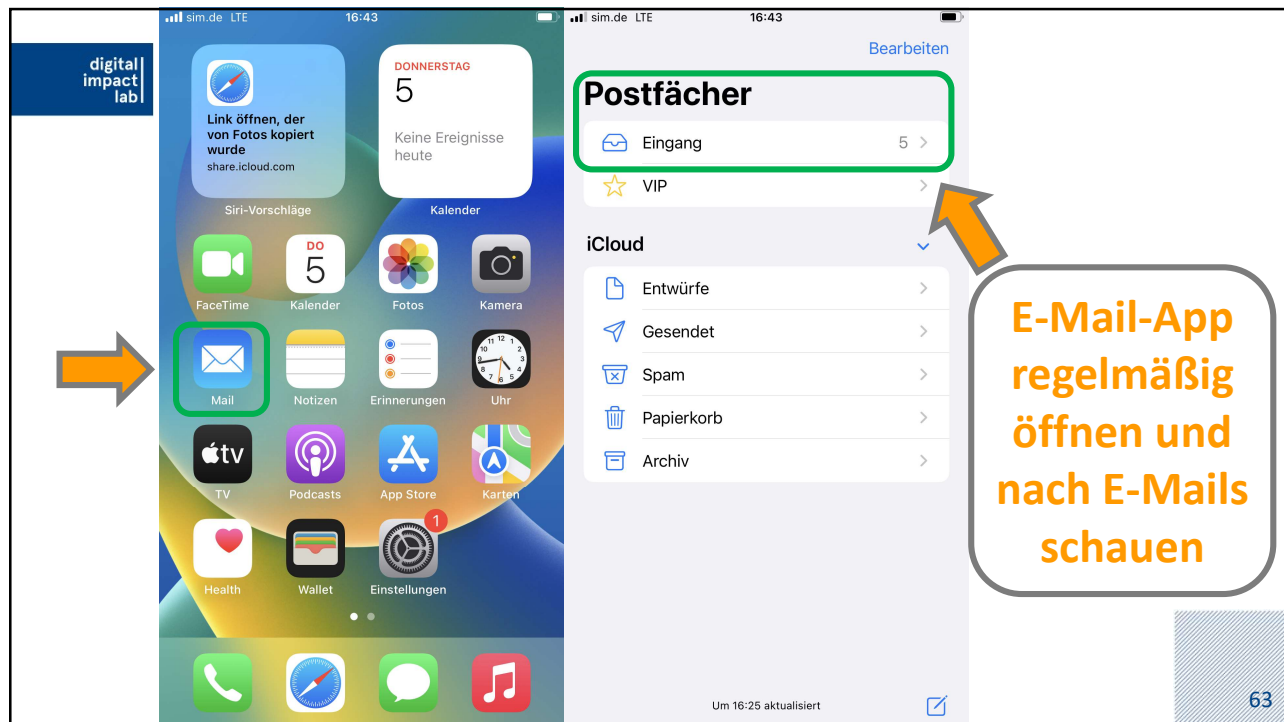 digital
impact
lab
sim.de LTE 16:43
Link öffnen, der
von Fotos kopiert
wurde
share.icloud.com
Siri-Vorschläge
DONNERSTAG
5
Keine Ereignisse
heute
Kalender
FaceTime
DO
5
Kalender
Fotos
Kamera
Mail
Notizen
Erinnerungen
Uhr
tv
TV
Podcasts
App Store
Karten
Health
Wallet
1
Einstellungen
sim.de LTE 16:43
Bearbeiten
Postfächer
Eingang 5
VIP
iCloud
Entwürfe
Gesendet
Spam
Papierkorb
Archiv
Um 16:25 aktualisiert
E-Mail-App
regelmäßig
öffnen und
nach E-Mails
schauen
63